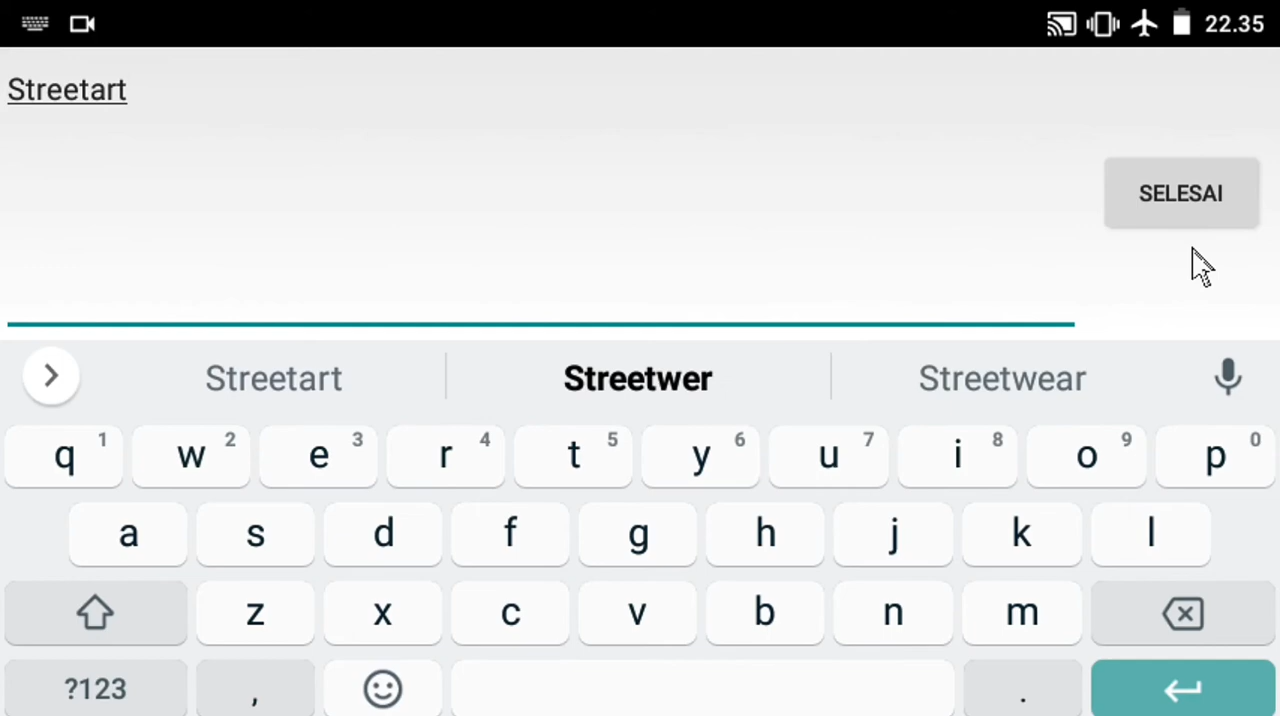 22.35
Streetart
SELESAI
Streetart Streetwer Streetwear
q 1 w 2 e 3 r 4 t 5 y 6 u 7 i 8 o 9 p 0
a s d f g h j k l
z x c v b n m
?123 , .